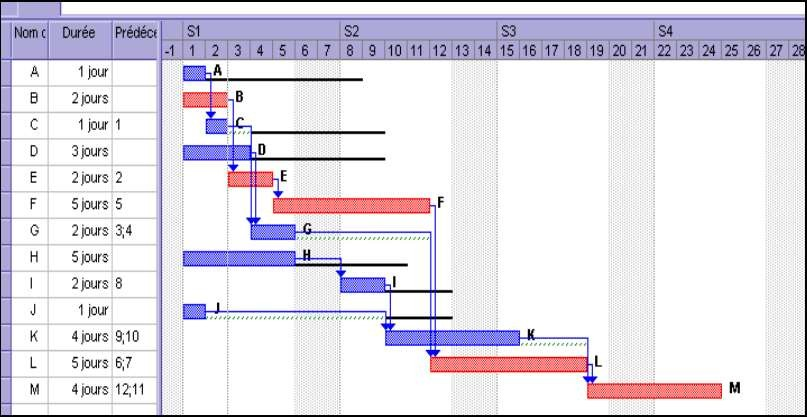 Nom d Durée Prédéce S1 S2 S3 S4
-1 1 2 3 4 5 6 7 8 9 10 11 12 13 14 15 16 17 18 19 20 21 22 23 24 25 26 27 28
A 1 jour A
B 2 jours B
C 1 jour 1 C
D 3 jours D
E 2 jours 2 E
F 5 jours 5 F
G 2 jours 3;4 G
H 5 jours H
I 2 jours 8 I
J 1 jour J
K 4 jours 9;10 K
L 5 jours 6;7 L
M 4 jours 12;11 M